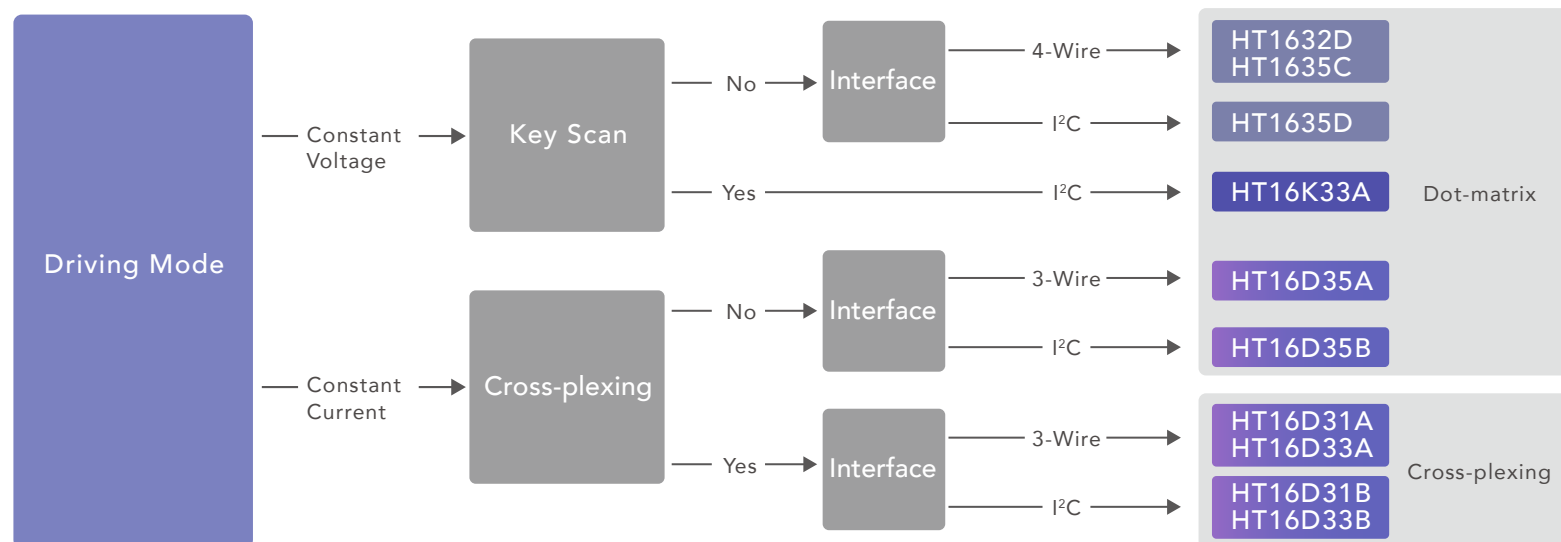 Driving Mode
Constant
Voltage
Key Scan
No
Interface
4-Wire
HT1632D
HT1635C
I²C
HT1635D
Yes
I²C
HT16K33A
Dot-matrix
Constant
Current
Cross-plexing
No
Interface
3-Wire
HT16D35A
I²C
HT16D35B
Yes
Interface
3-Wire
HT16D31A
HT16D33A
I²C
HT16D31B
HT16D33B
Cross-plexing